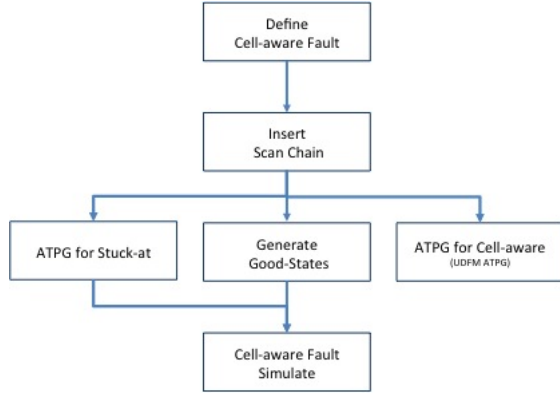 Define
Cell-aware Fault
Insert
Scan Chain
ATPG for Stuck-at
Generate
Good-States
ATPG for Cell-aware
(UDFM ATPG)
Cell-aware Fault
Simulate